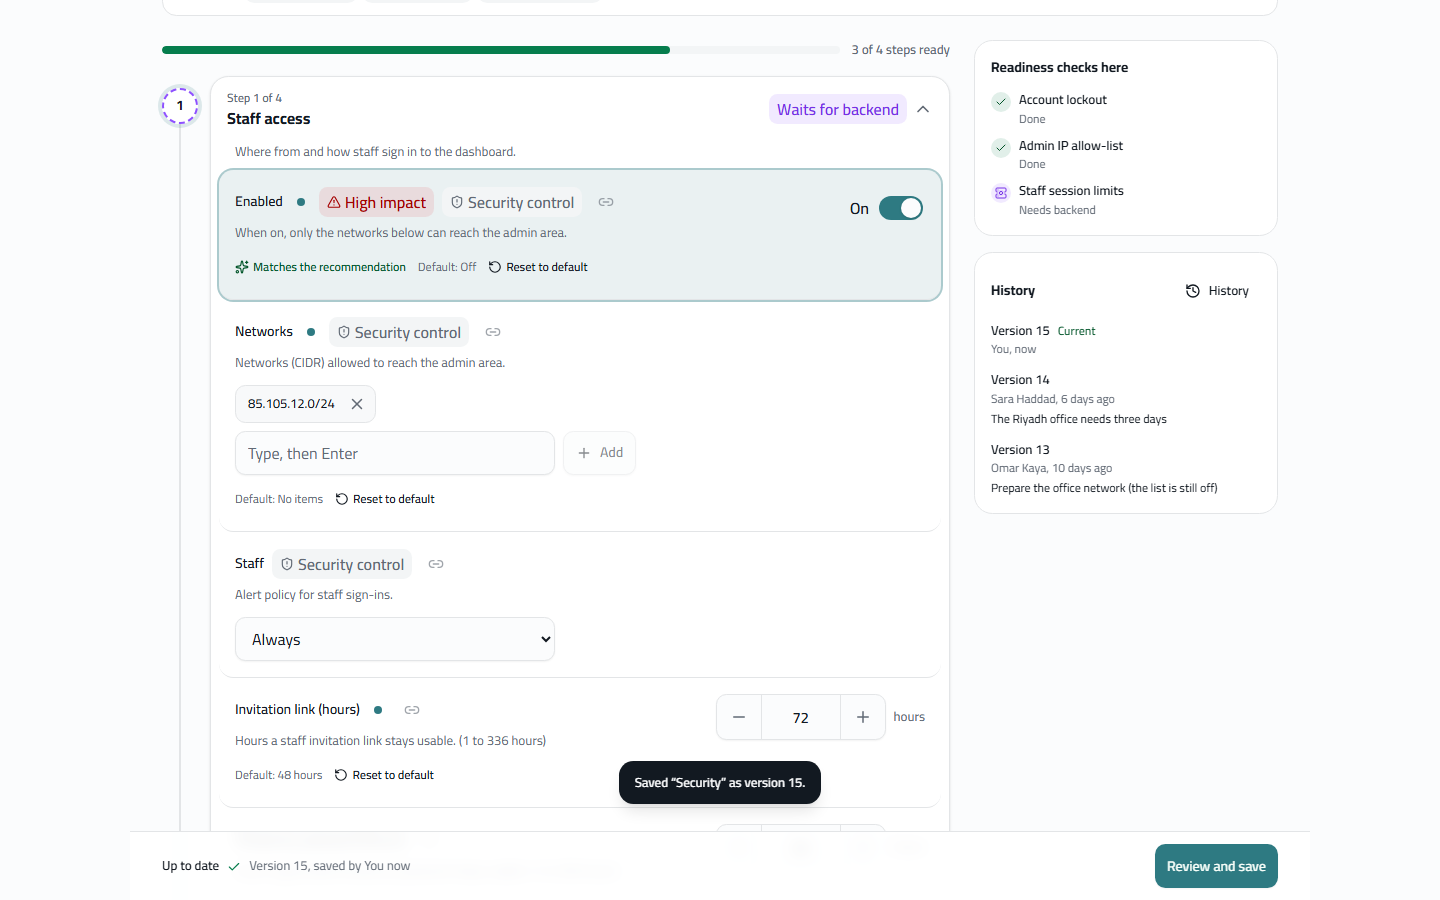 3 of 4 steps ready
1
Step 1 of 4
Staff access
Waits for backend
Where from and how staff sign in to the dashboard.
Enabled
High impact
Security control
On
When on, only the networks below can reach the admin area.
Matches the recommendation
Default: Off
Reset to default
Networks
Security control
Networks (CIDR) allowed to reach the admin area.
85.105.12.0/24
Type, then Enter
Add
Default: No items
Reset to default
Staff
Security control
Alert policy for staff sign-ins.
Always
Invitation link (hours)
72
hours
Hours a staff invitation link stays usable. (1 to 336 hours)
Default: 48 hours
Reset to default
Saved “Security” as version 15.
Up to date
Version 15, saved by You now
Review and save
Readiness checks here
Account lockout
Done
Admin IP allow-list
Done
Staff session limits
Needs backend
History
History
Version 15 Current
You, now
Version 14
Sara Haddad, 6 days ago
The Riyadh office needs three days
Version 13
Omar Kaya, 10 days ago
Prepare the office network (the list is still off)